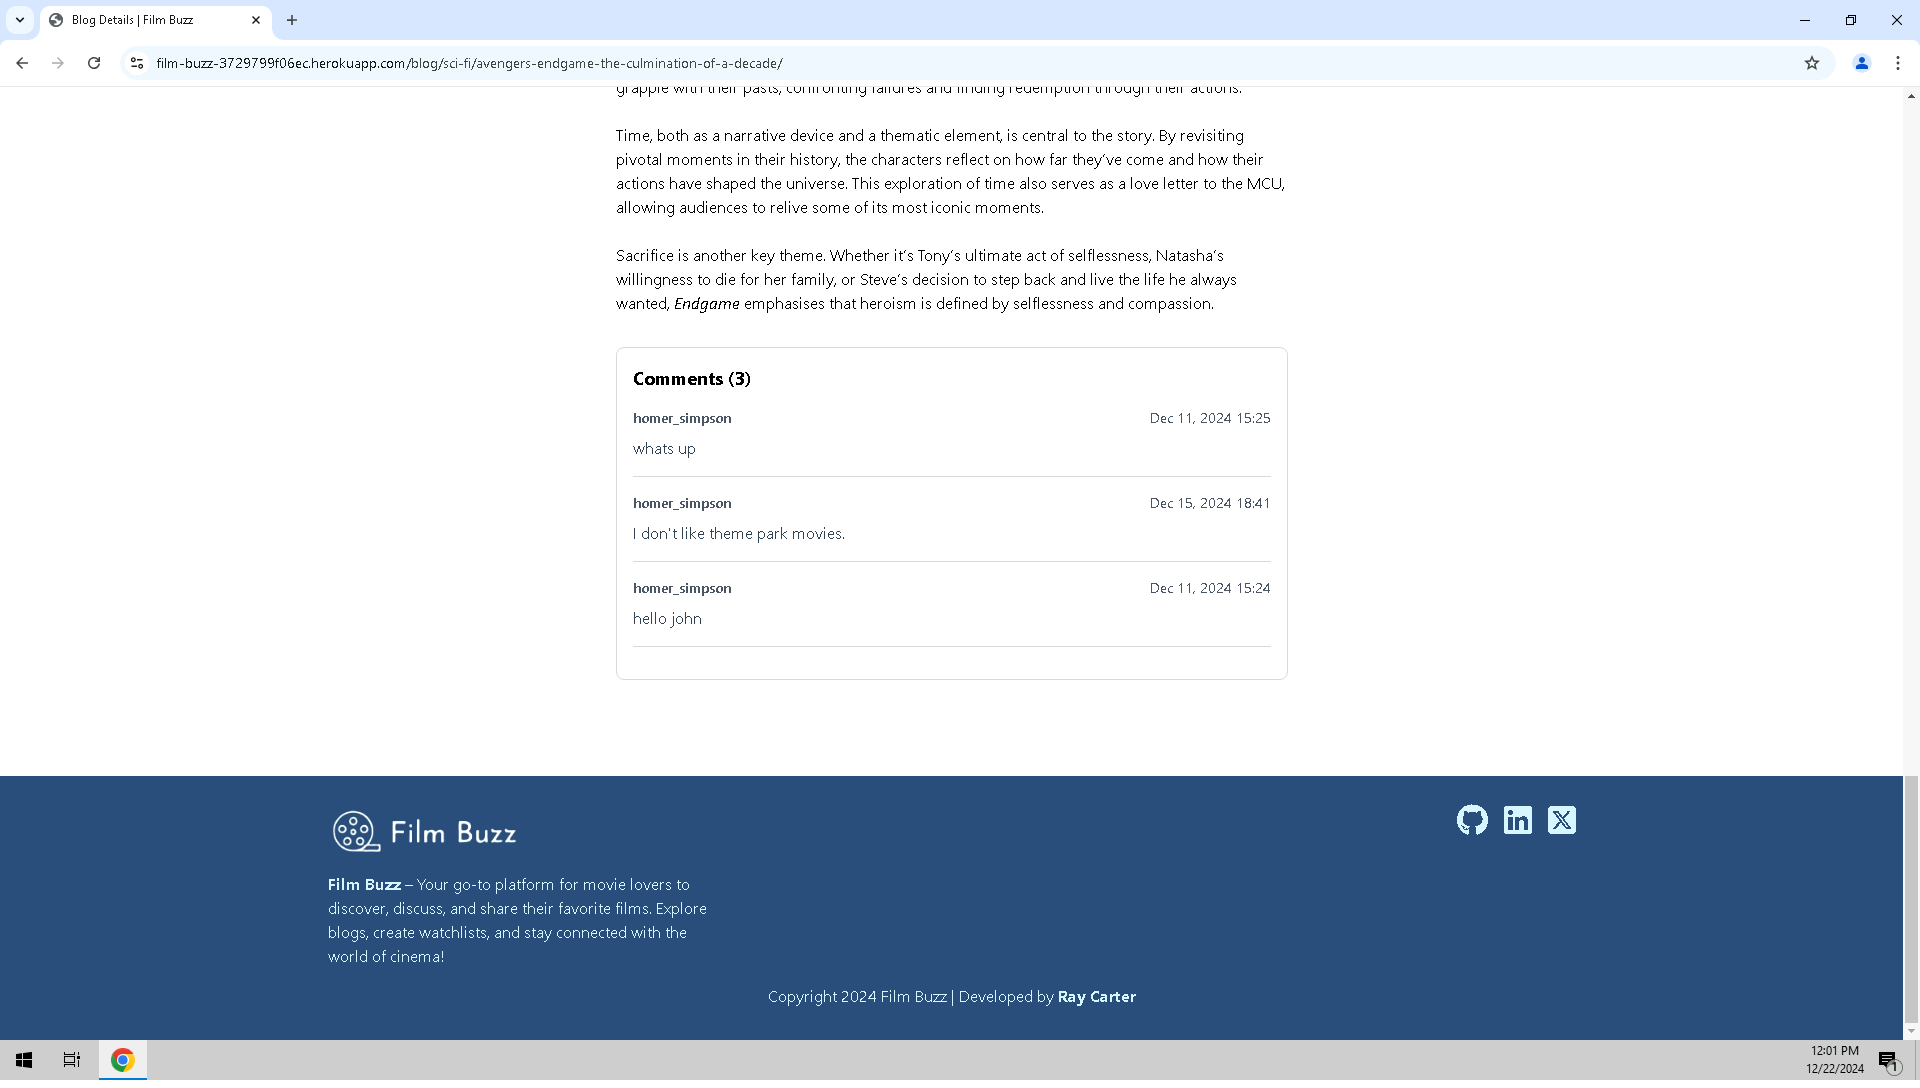 Blog Details | Film Buzz
film-buzz-3729799f06ec.herokuapp.com/blog/sci-fi/avengers-endgame-the-culmination-of-a-decade/
grapple with their pasts, confronting failures and finding redemption through their actions.
Time, both as a narrative device and a thematic element, is central to the story. By revisiting
pivotal moments in their history, the characters reflect on how far they've come and how their
actions have shaped the universe. This exploration of time also serves as a love letter to the MCU,
allowing audiences to relive some of its most iconic moments.
Sacrifice is another key theme. Whether it's Tony's ultimate act of selflessness, Natasha's
willingness to die for her family, or Steve's decision to step back and live the life he always
wanted, Endgame emphasises that heroism is defined by selflessness and compassion.
Comments (3)
homer_simpson Dec 11, 2024 15:25
whats up
homer_simpson Dec 15, 2024 18:41
I don't like theme park movies.
homer_simpson Dec 11, 2024 15:24
hello john
Film Buzz
Film Buzz – Your go-to platform for movie lovers to
discover, discuss, and share their favorite films. Explore
blogs, create watchlists, and stay connected with the
world of cinema!
Copyright 2024 Film Buzz | Developed by Ray Carter
12:01 PM
12/22/2024
1